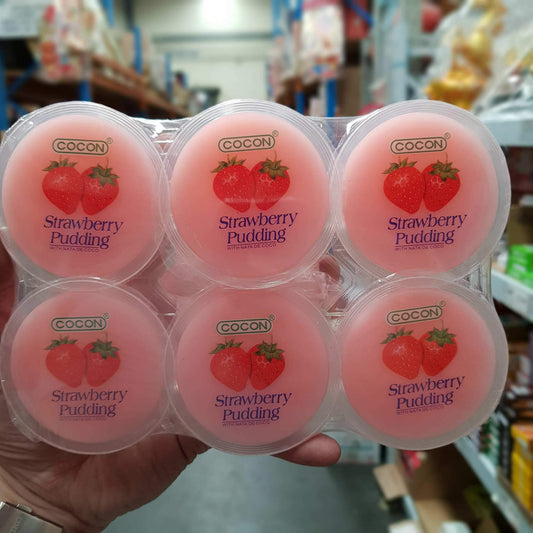 COCON®
Strawberry
Pudding
WITH NATA DE COCO
COCON®
Strawberry
Pudding
WITH NATA DE COCO
COCON®
Strawberry
Pudding
WITH NATA DE COCO
COCON®
Strawberry
Pudding
WITH NATA DE COCO
COCON®
Strawberry
Pudding
WITH NATA DE COCO
COCON®
Strawberry
Pudding
WITH NATA DE COCO